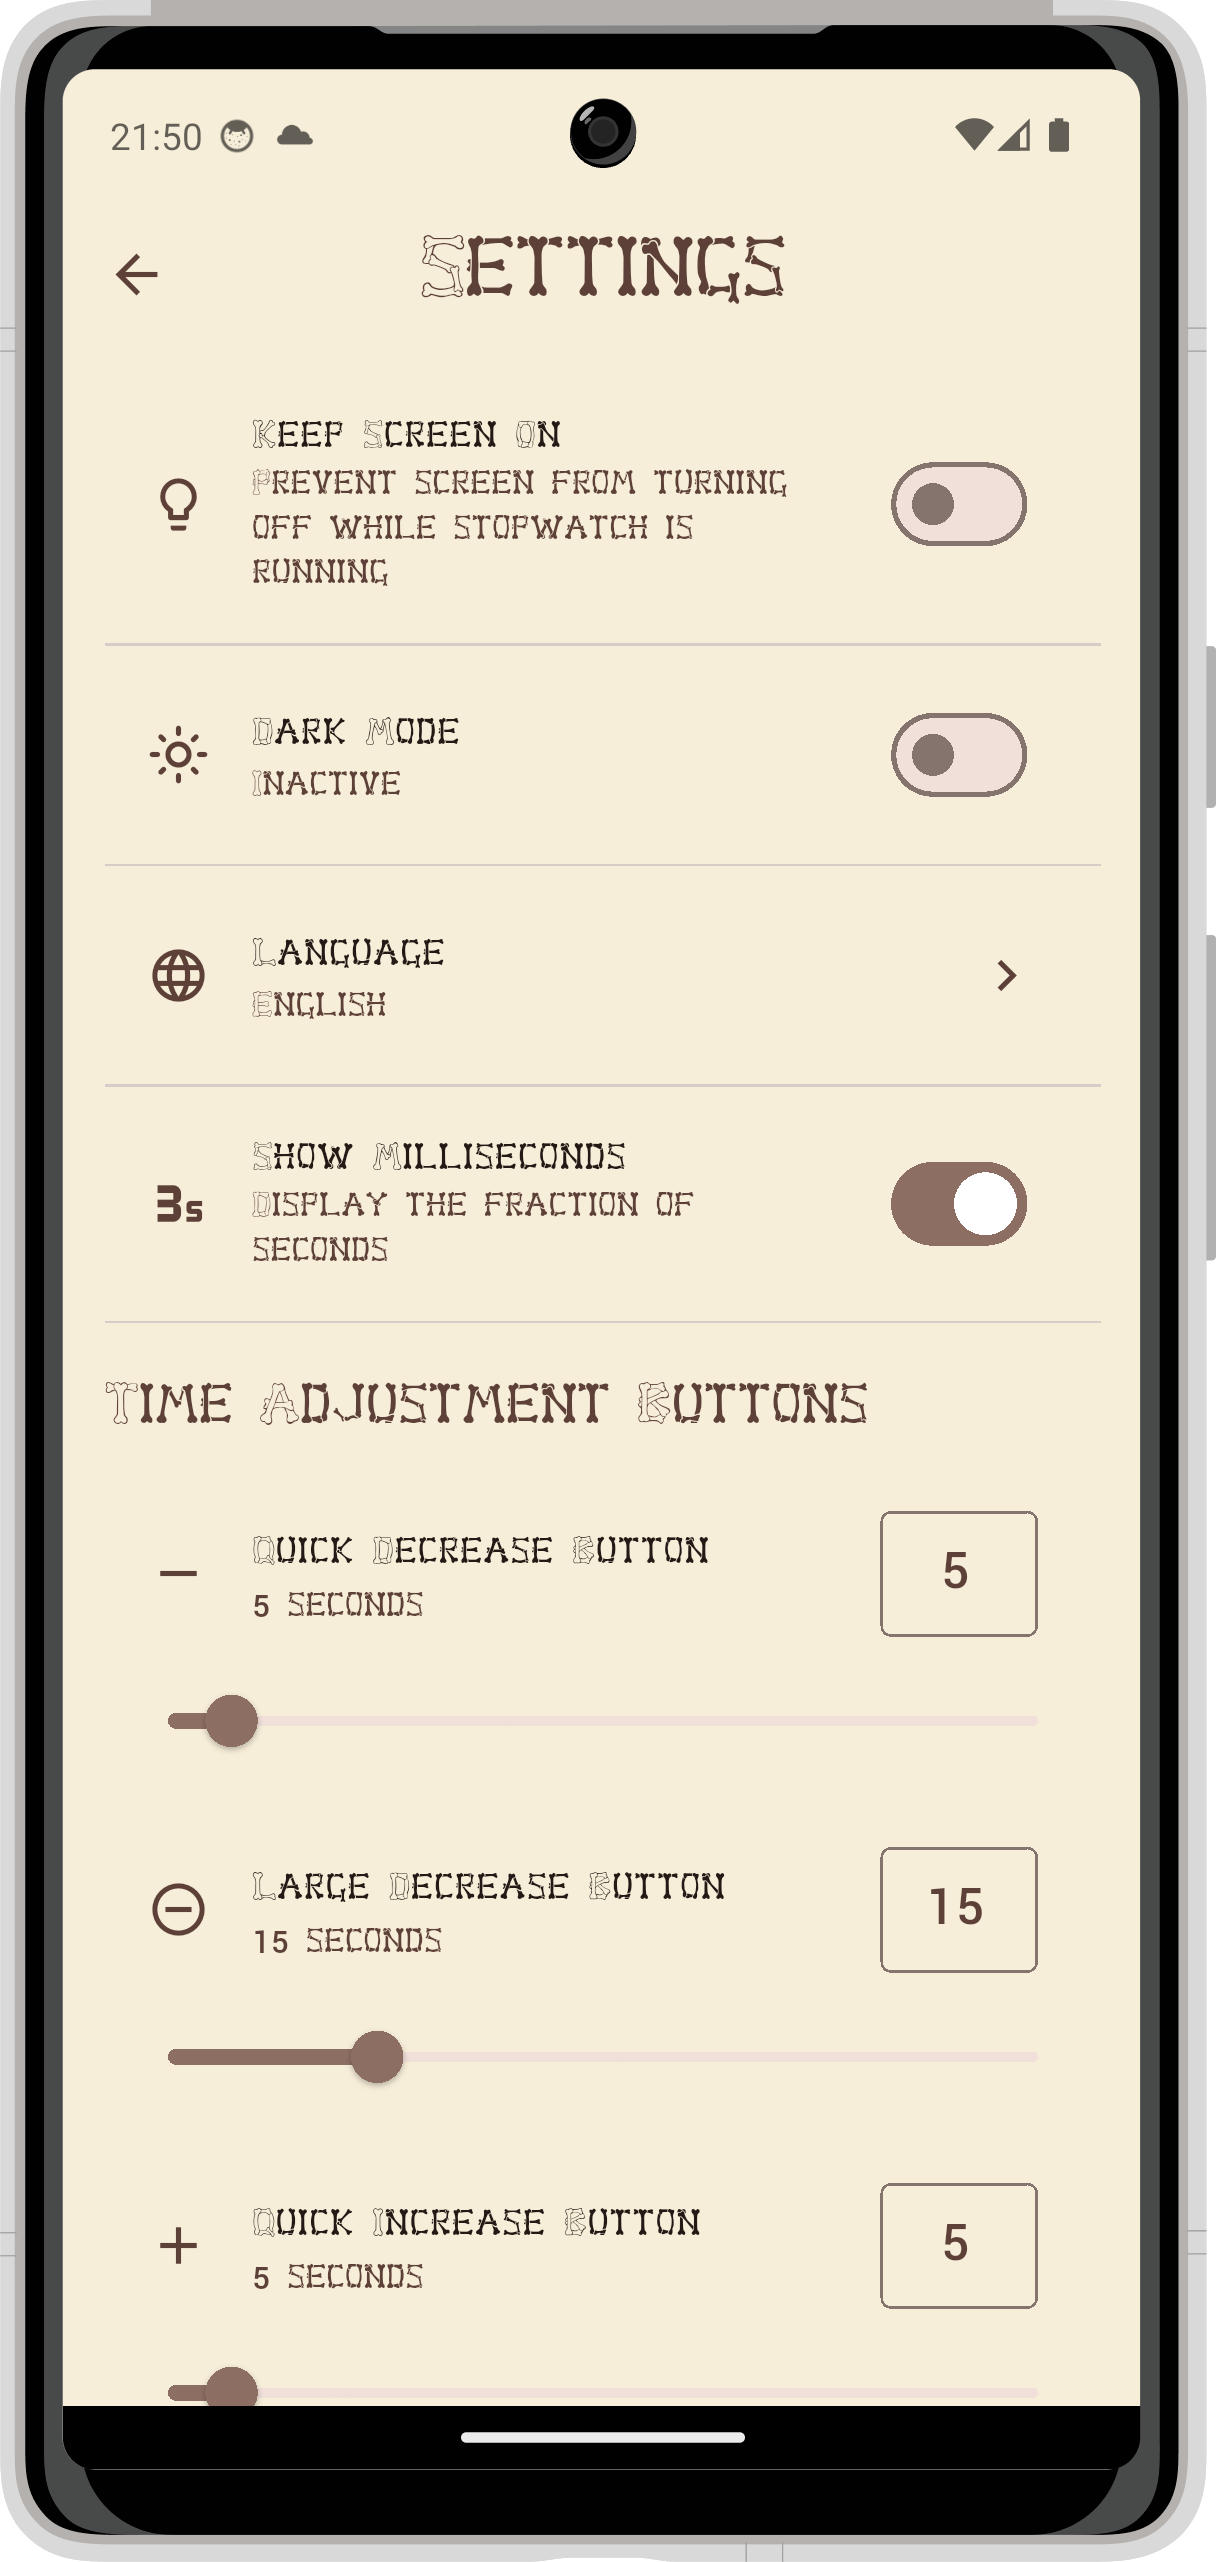 21:50
Settings
Keep Screen On
Prevent screen from turning
off while stopwatch is
running
Dark Mode
Inactive
Language
English
3s
Show Milliseconds
Display the fraction of
seconds
Time Adjustment Buttons
Quick Decrease Button
5 seconds
5
Large Decrease Button
15 seconds
15
Quick Increase Button
5 seconds
5